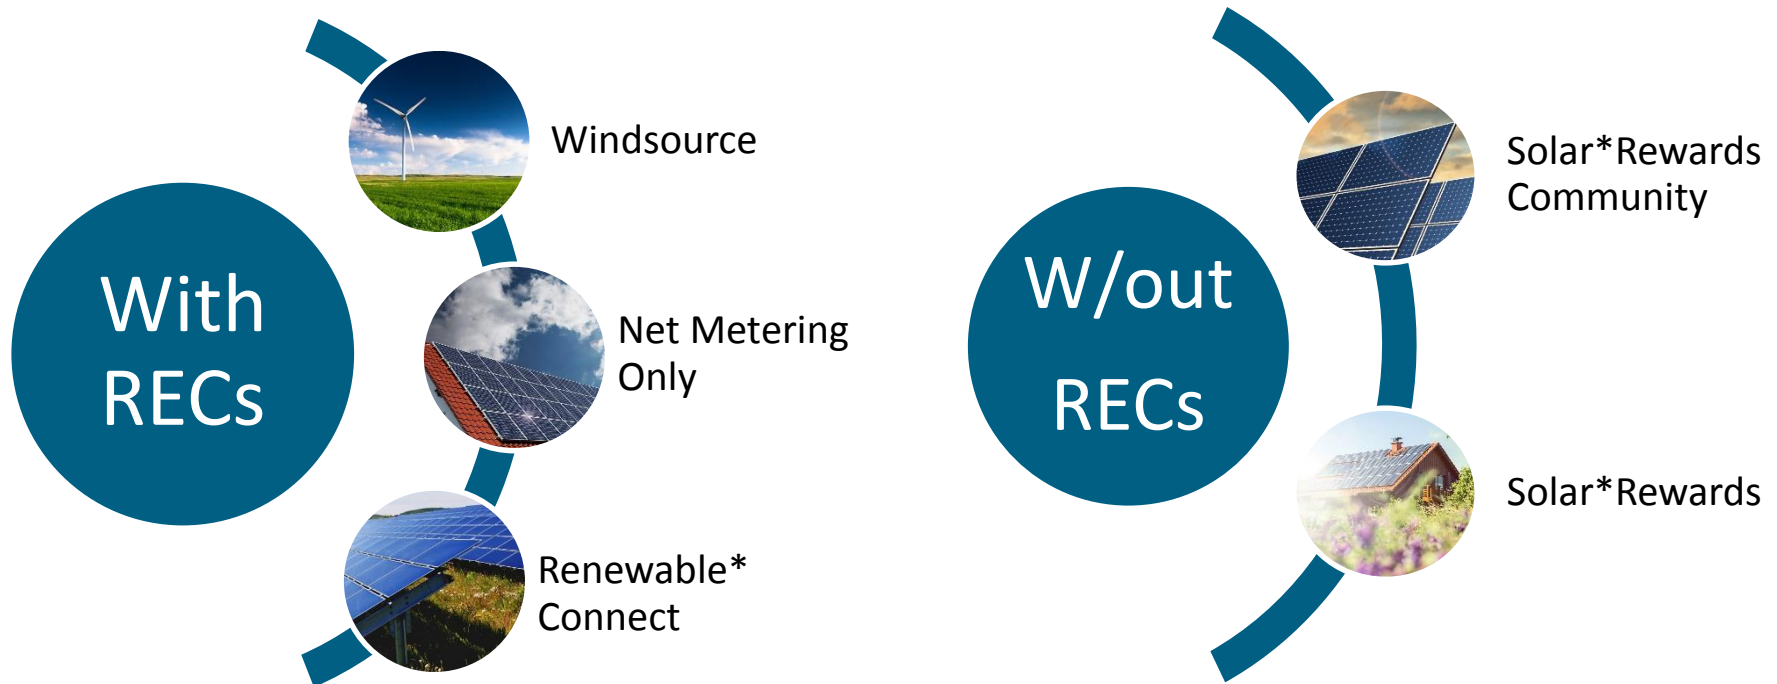 With
RECs
Windsource
Net Metering
Only
Renewable*
Connect
W/out
RECs
Solar*Rewards
Community
Solar*Rewards